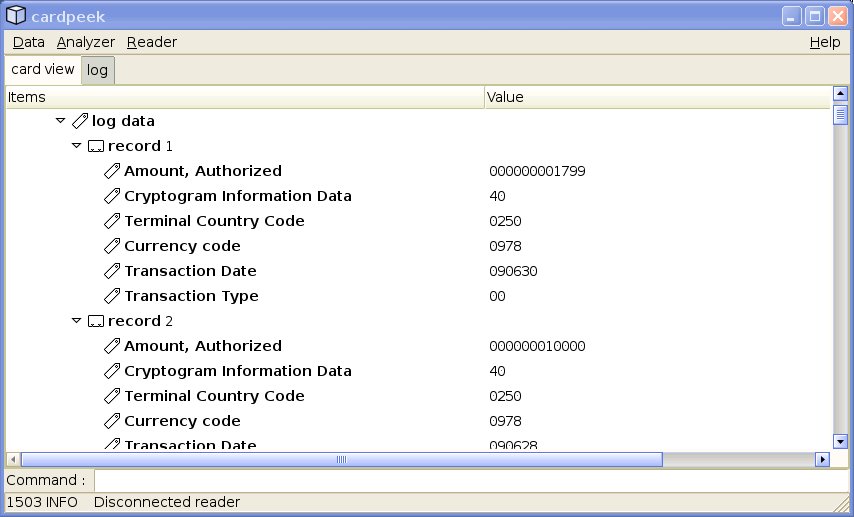 cardpeek
Data Analyzer Reader Help
card view log
Items Value
log data
record 1
Amount, Authorized 000000001799
Cryptogram Information Data 40
Terminal Country Code 0250
Currency code 0978
Transaction Date 090630
Transaction Type 00
record 2
Amount, Authorized 000000010000
Cryptogram Information Data 40
Terminal Country Code 0250
Currency code 0978
Transaction Date 090628
Command :
1503 INFO Disconnected reader